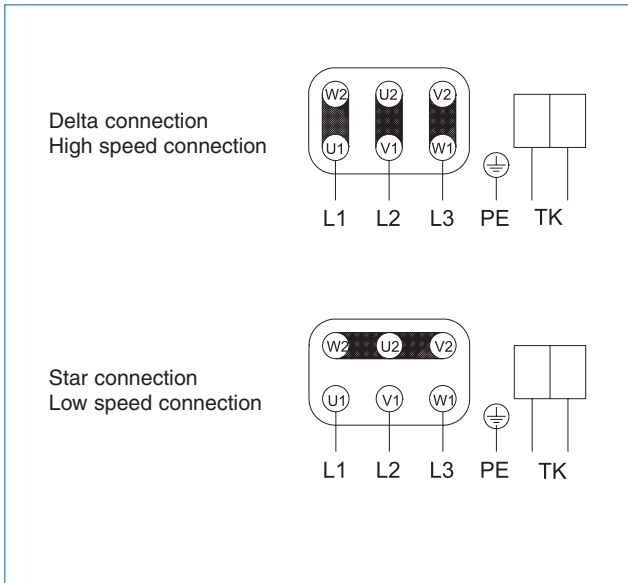 W2 U2 V2
Delta connection
High speed connection
U1 V1 W1
L1 L2 L3 PE TK
W2 U2 V2
Star connection
Low speed connection
U1 V1 W1
L1 L2 L3 PE TK